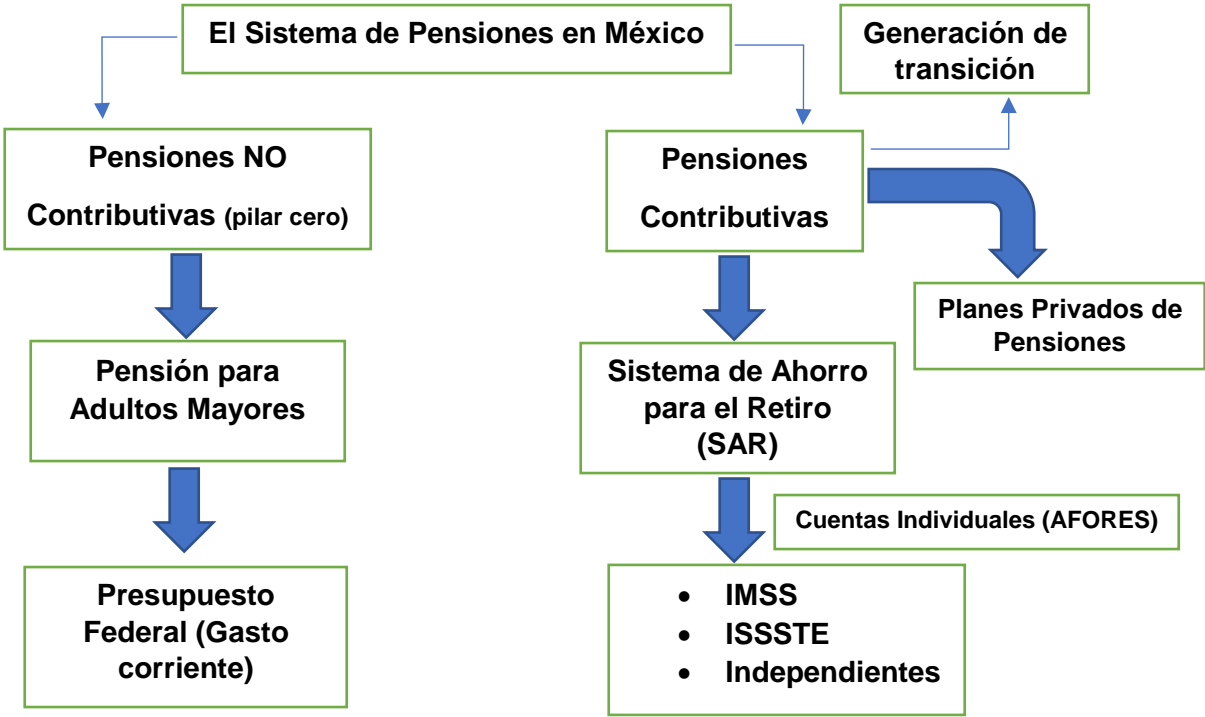 El Sistema de Pensiones en México
Generación de
transición
Pensiones NO
Contributivas (pilar cero)
Pensiones
Contributivas
Planes Privados de
Pensiones
Pensión para
Adultos Mayores
Sistema de Ahorro
para el Retiro
(SAR)
Cuentas Individuales (AFORES)
Presupuesto
Federal (Gasto
corriente)
• IMSS
• ISSSTE
• Independientes